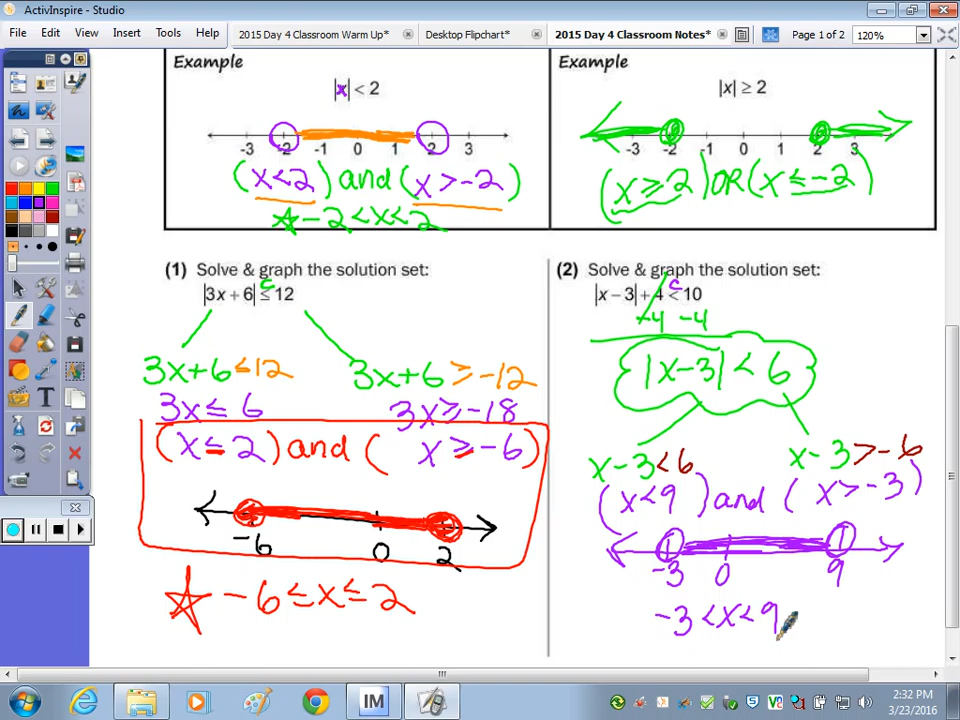 ActivInspire - Studio
File Edit View Insert Tools Help 2015 Day 4 Classroom Warm Up* Desktop Flipchart* 2015 Day 4 Classroom Notes* Page 1 of 2 120%
Example
|x| < 2
-3 -2 -1 0 1 2 3
(x<2) and (x >-2)
-2<x<2
Example
|x| ≥ 2
-3 -2 -1 0 1 2 3
(x≥2) OR (x≤-2)
(1) Solve & graph the solution set:
c
|3x + 6| ≤ 12
3x+6 ≤12 3x+6 ≥-12
3x ≤ 6 3x ≥-18
(x ≤ 2) and ( x ≥ -6)
-6 0 2
-6 ≤ x ≤ 2
(2) Solve & graph the solution set:
c
|x − 3| + 4 < 10
-4 -4
|x-3| < 6
x-3 <6 x-3 >-6
(x<9) and ( x >-3)
-3 0 9
-3 < x < 9
IM
2:32 PM
3/23/2016